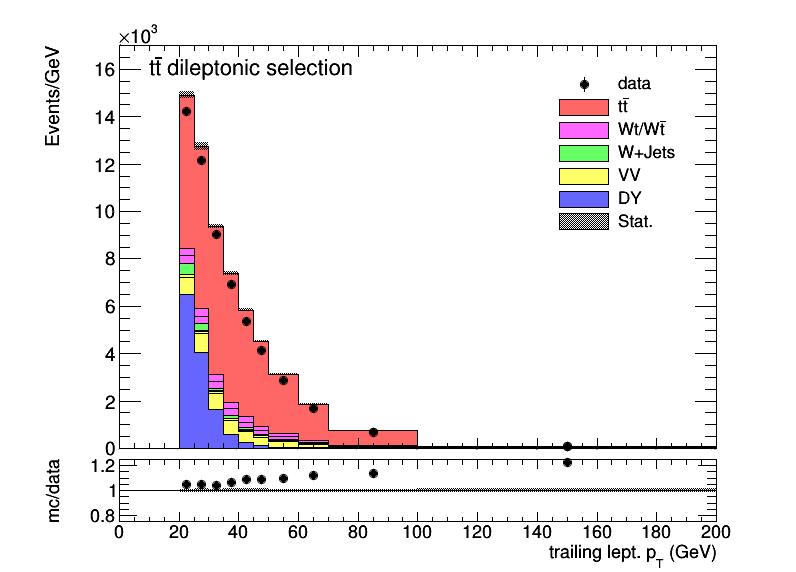 ×10³
Events/GeV
tt̄ dileptonic selection
16
14
12
10
8
6
4
2
0
data
tt̄
Wt/Wt̄
W+Jets
VV
DY
Stat.
mc/data
1.2
1
0.8
0 20 40 60 80 100 120 140 160 180 200
trailing lept. p_T (GeV)